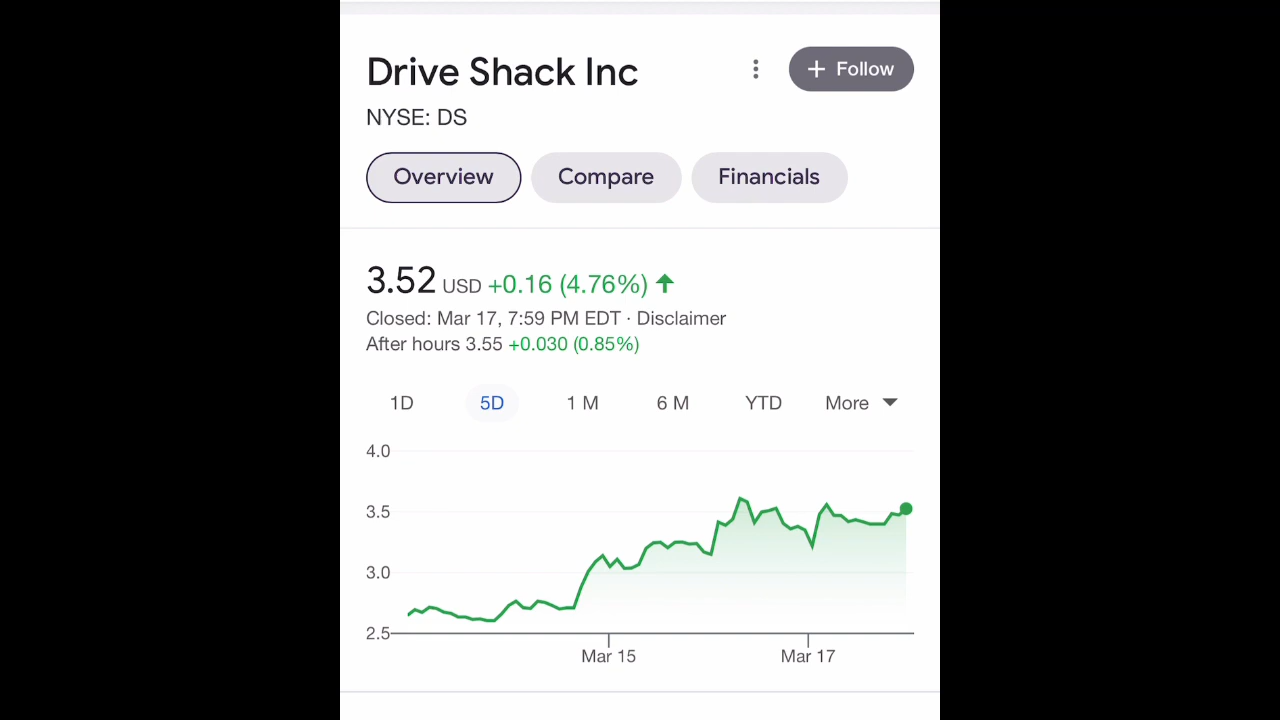 Drive Shack Inc
+ Follow
NYSE: DS
Overview Compare Financials
3.52 USD +0.16 (4.76%)
Closed: Mar 17, 7:59 PM EDT · Disclaimer
After hours 3.55 +0.030 (0.85%)
1D 5D 1 M 6 M YTD More
4.0
3.5
3.0
2.5
Mar 15 Mar 17